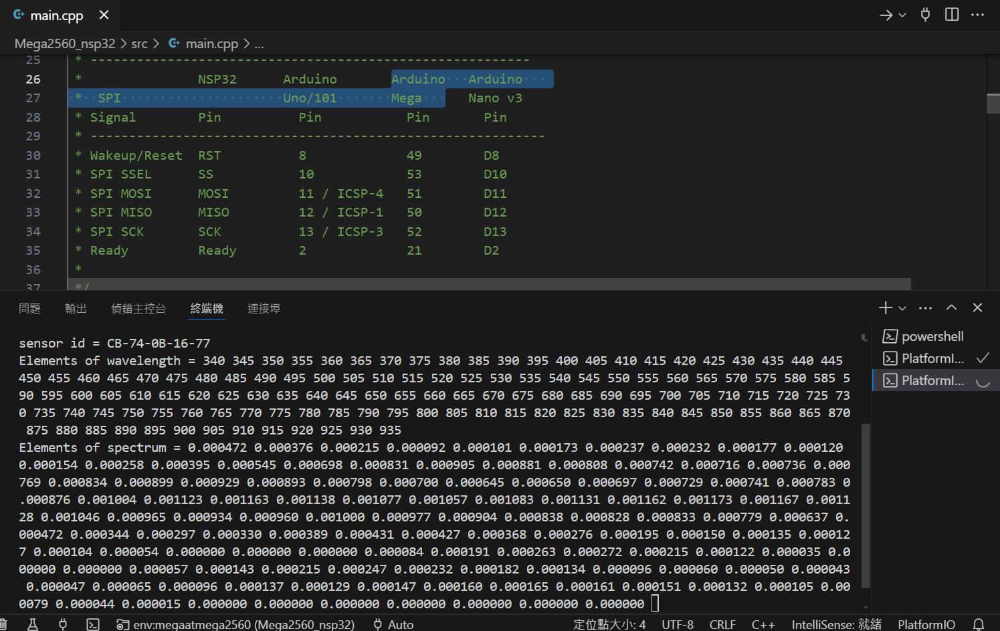 main.cpp
Mega2560_nsp32 > src > main.cpp > ...
25 * ---------------------------------------------------------
26 * NSP32 Arduino Arduino Arduino
27 * SPI Uno/101 Mega Nano v3
28 * Signal Pin Pin Pin Pin
29 * -----------------------------------------------------------
30 * Wakeup/Reset RST 8 49 D8
31 * SPI SSEL SS 10 53 D10
32 * SPI MOSI MOSI 11 / ICSP-4 51 D11
33 * SPI MISO MISO 12 / ICSP-1 50 D12
34 * SPI SCK SCK 13 / ICSP-3 52 D13
35 * Ready Ready 2 21 D2
36 *
37 */
問題 輸出 偵錯主控台 終端機 連接埠
powershell
PlatformI...
PlatformI...
sensor id = CB-74-0B-16-77
Elements of wavelength = 340 345 350 355 360 365 370 375 380 385 390 395 400 405 410 415 420 425 430 435 440 445
450 455 460 465 470 475 480 485 490 495 500 505 510 515 520 525 530 535 540 545 550 555 560 565 570 575 580 585 5
90 595 600 605 610 615 620 625 630 635 640 645 650 655 660 665 670 675 680 685 690 695 700 705 710 715 720 725 73
0 735 740 745 750 755 760 765 770 775 780 785 790 795 800 805 810 815 820 825 830 835 840 845 850 855 860 865 870
875 880 885 890 895 900 905 910 915 920 925 930 935
Elements of spectrum = 0.000472 0.000376 0.000215 0.000092 0.000101 0.000173 0.000237 0.000232 0.000177 0.000120
0.000154 0.000258 0.000395 0.000545 0.000698 0.000831 0.000905 0.000881 0.000808 0.000742 0.000716 0.000736 0.000
769 0.000834 0.000899 0.000929 0.000893 0.000798 0.000700 0.000645 0.000650 0.000697 0.000729 0.000741 0.000783 0
.000876 0.001004 0.001123 0.001163 0.001138 0.001077 0.001057 0.001083 0.001131 0.001162 0.001173 0.001167 0.0011
28 0.001046 0.000965 0.000934 0.000960 0.001000 0.000977 0.000904 0.000838 0.000828 0.000833 0.000779 0.000637 0.
000472 0.000344 0.000297 0.000330 0.000389 0.000431 0.000427 0.000368 0.000276 0.000195 0.000150 0.000135 0.00012
7 0.000104 0.000054 0.000000 0.000000 0.000000 0.000084 0.000191 0.000263 0.000272 0.000215 0.000122 0.000035 0.0
00000 0.000000 0.000057 0.000143 0.000215 0.000247 0.000232 0.000182 0.000134 0.000096 0.000060 0.000050 0.000043
0.000047 0.000065 0.000096 0.000137 0.000129 0.000147 0.000160 0.000165 0.000161 0.000151 0.000132 0.000105 0.00
0079 0.000044 0.000015 0.000000 0.000000 0.000000 0.000000 0.000000 0.000000 0.000000
env:megaatmega2560 (Mega2560_nsp32) Auto 定位點大小: 4 UTF-8 CRLF C++ IntelliSense: 就緒 PlatformIO